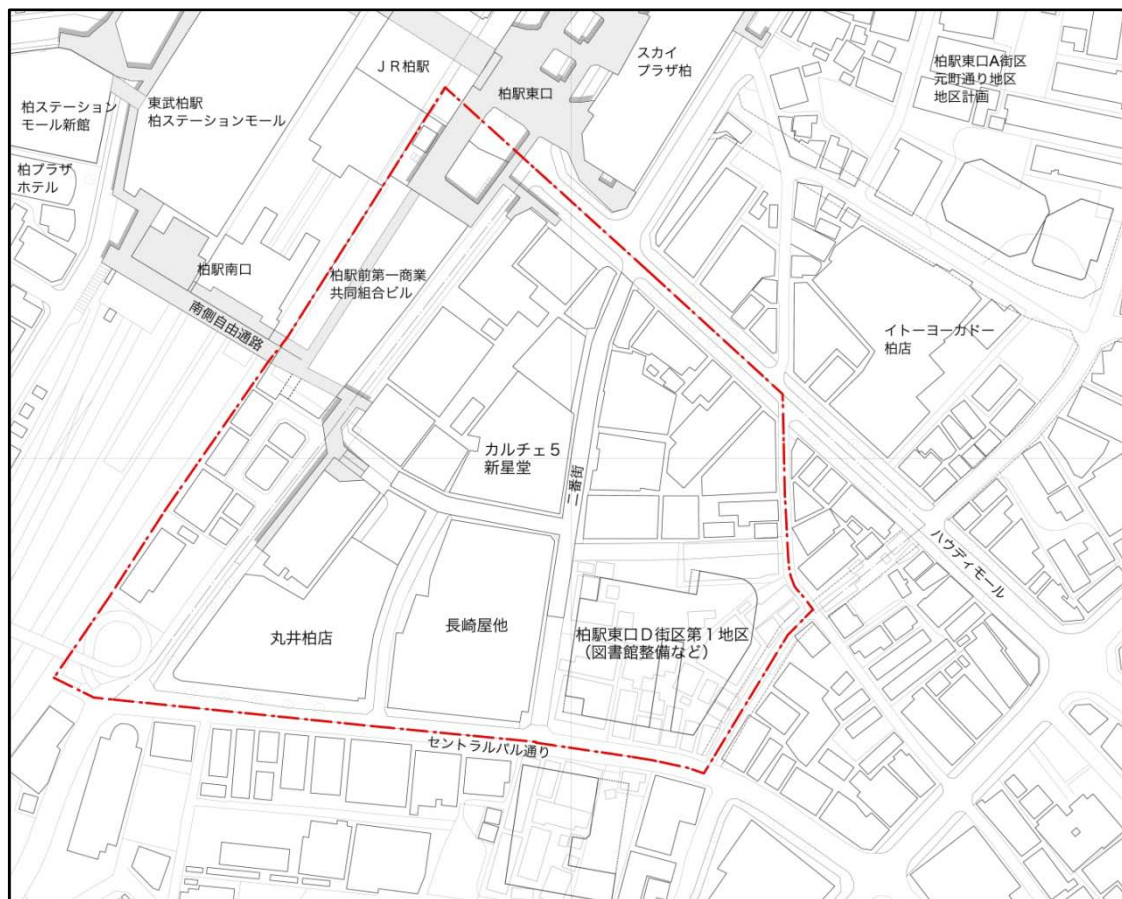 スカイ
プラザ柏
柏駅東口A街区
元町通り地区
地区計画
JR柏駅
柏駅東口
柏ステーション
モール新館
東武柏駅
柏ステーションモール
柏プラザ
ホテル
柏駅南口
柏駅前第一商業
共同組合ビル
南側自由通路
イトーヨーカドー
柏店
カルチェ5
新星堂
二番街
ハウディモール
丸井柏店
長崎屋他
柏駅東口D街区第1地区
(図書館整備など)
セントラルパル通り